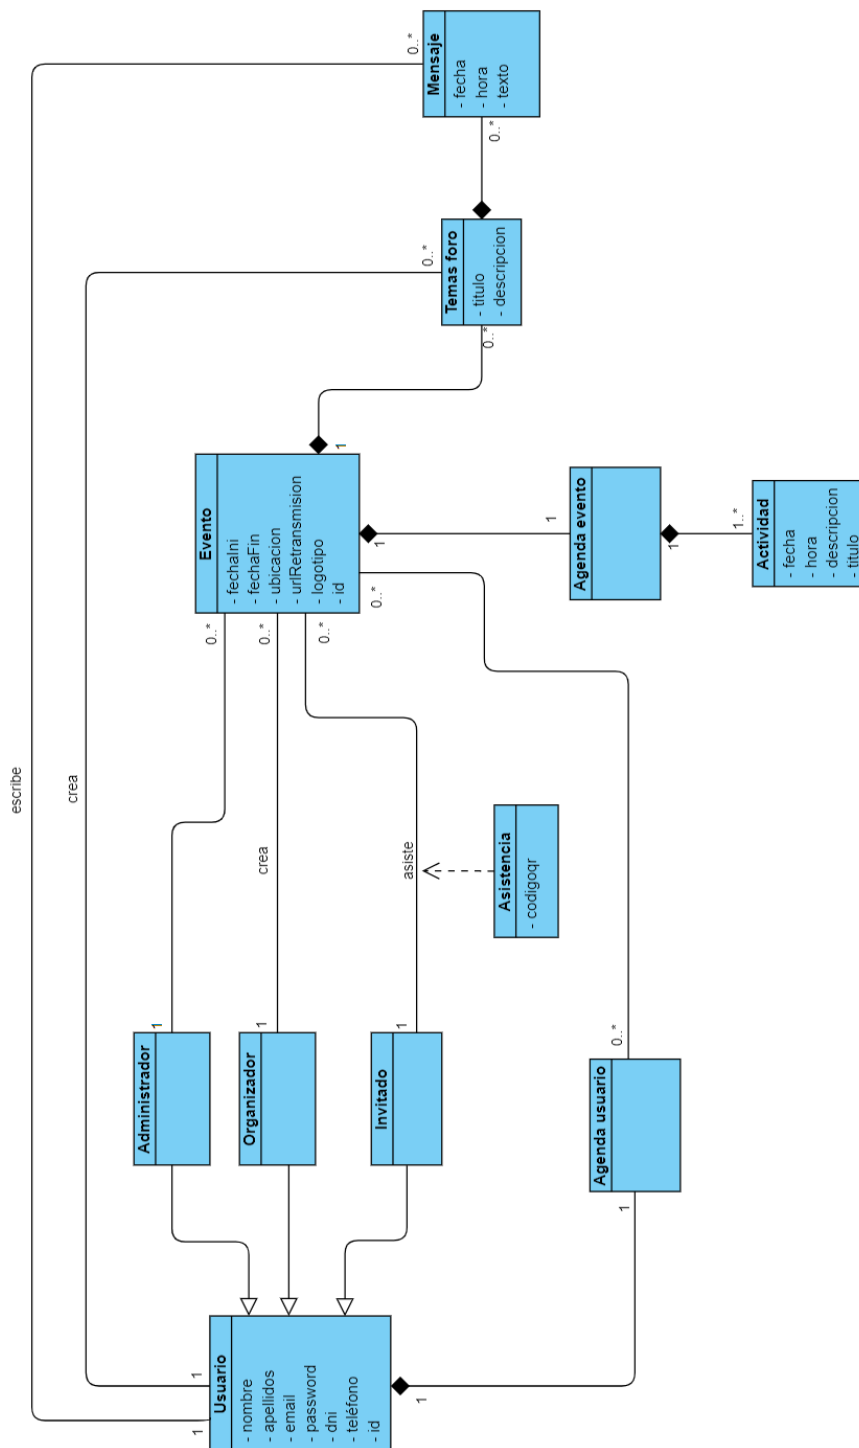 escribe
crea
Usuario
- nombre
- apellidos
- email
- password
- dni
- teléfono
- id
1
1
1
Administrador
1
0..*
Organizador
1
crea
0..*
Invitado
1
asiste
0..*
Asistencia
- codigoqr
Agenda usuario
1
0..*
0..*
Evento
- fechaIni
- fechaFin
- ubicacion
- urlRetransmision
- logotipo
- id
1
1
1
Agenda evento
1
1..*
Actividad
- fecha
- hora
- descripcion
- titulo
Temas foro
- titulo
- descripcion
0..*
0..*
Mensaje
- fecha
- hora
- texto
0..*
0..*